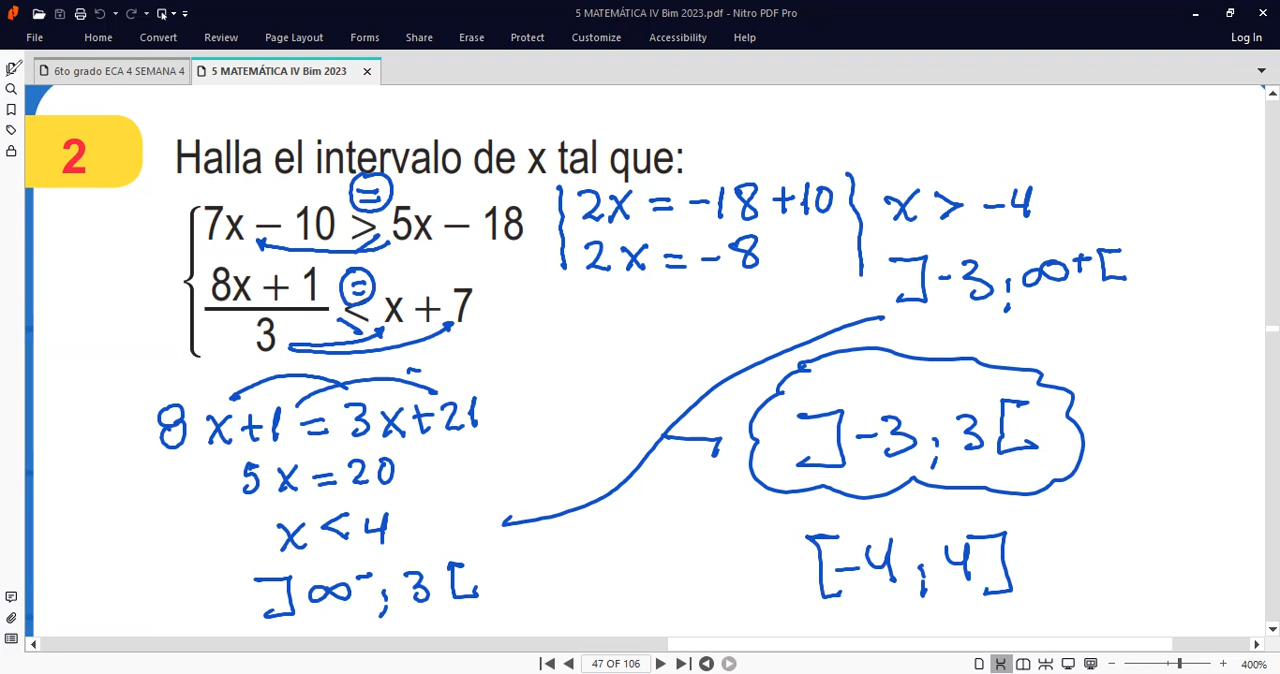 5 MATEMÁTICA IV Bim 2023.pdf - Nitro PDF Pro
File Home Convert Review Page Layout Forms Share Erase Protect Customize Accessibility Help Log In
6to grado ECA 4 SEMANA 4
5 MATEMÁTICA IV Bim 2023
2
Halla el intervalo de x tal que:
=
7x – 10 > 5x – 18
=
(8x + 1)/3 < x + 7
2x = -18 + 10
2x = -8
x > -4
]-3; ∞+[
8x+1 = 3x+21
-
5x = 20
x < 4
]∞-; 3[
]-3; 3[
[-4; 4]
47 OF 106
400%